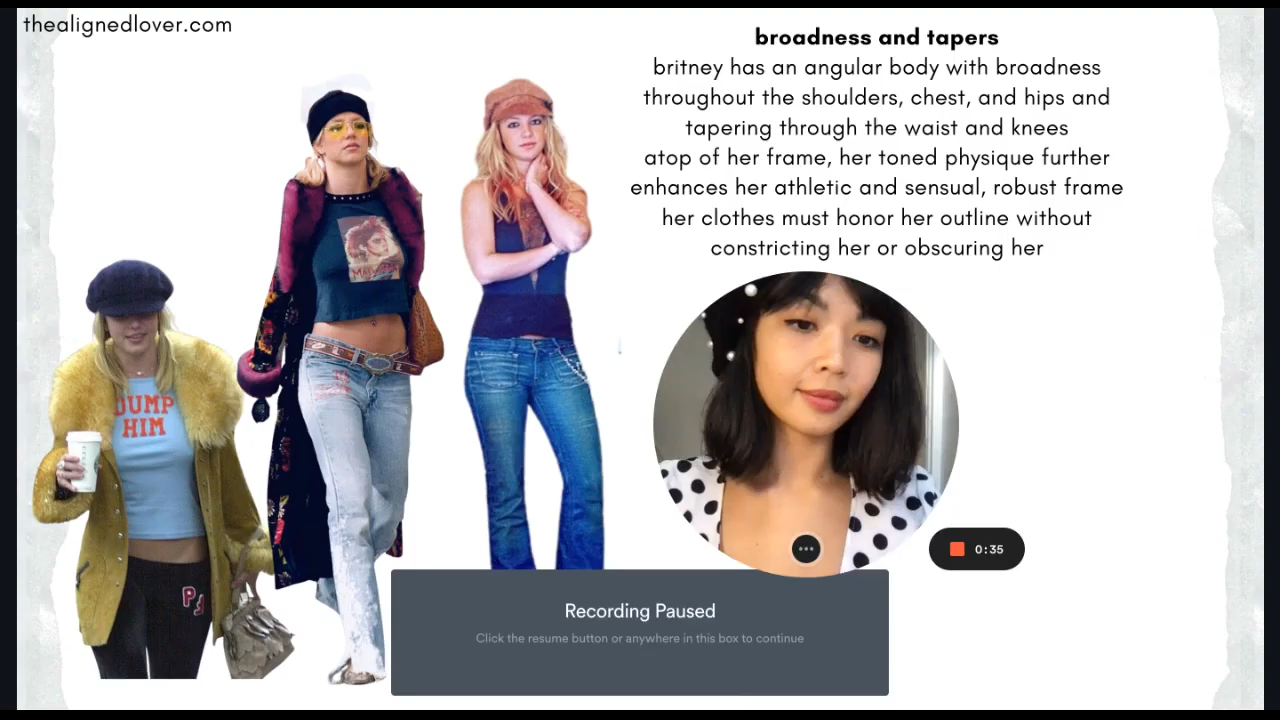 thealignedlover.com
broadness and tapers
britney has an angular body with broadness
throughout the shoulders, chest, and hips and
tapering through the waist and knees
atop of her frame, her toned physique further
enhances her athletic and sensual, robust frame
her clothes must honor her outline without
constricting her or obscuring her
DUMP
HIM
0:35
Recording Paused
Click the resume button or anywhere in this box to continue